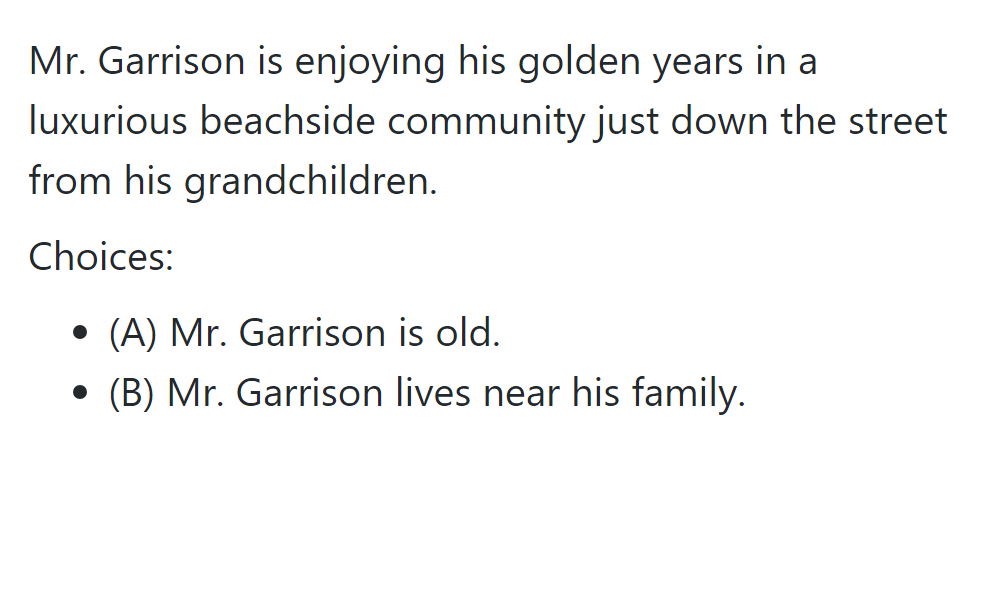 Mr. Garrison is enjoying his golden years in a
luxurious beachside community just down the street
from his grandchildren.
Choices:
• (A) Mr. Garrison is old.
• (B) Mr. Garrison lives near his family.